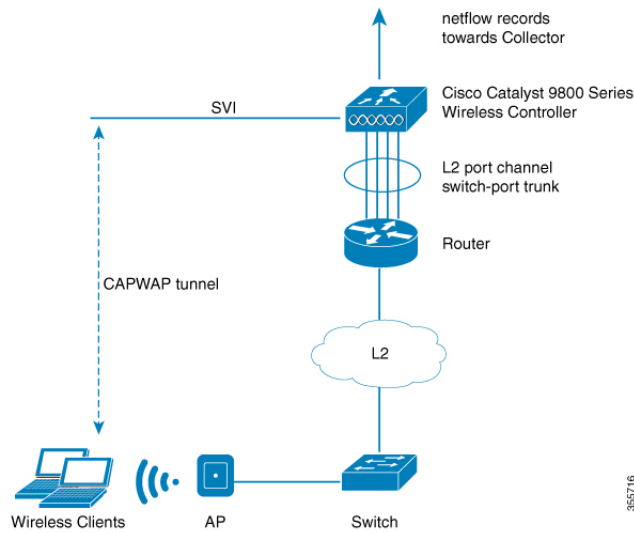 netflow records
towards Collector
SVI
Cisco Catalyst 9800 Series
Wireless Controller
L2 port channel
switch-port trunk
Router
CAPWAP tunnel
L2
Wireless Clients
AP
Switch
355716